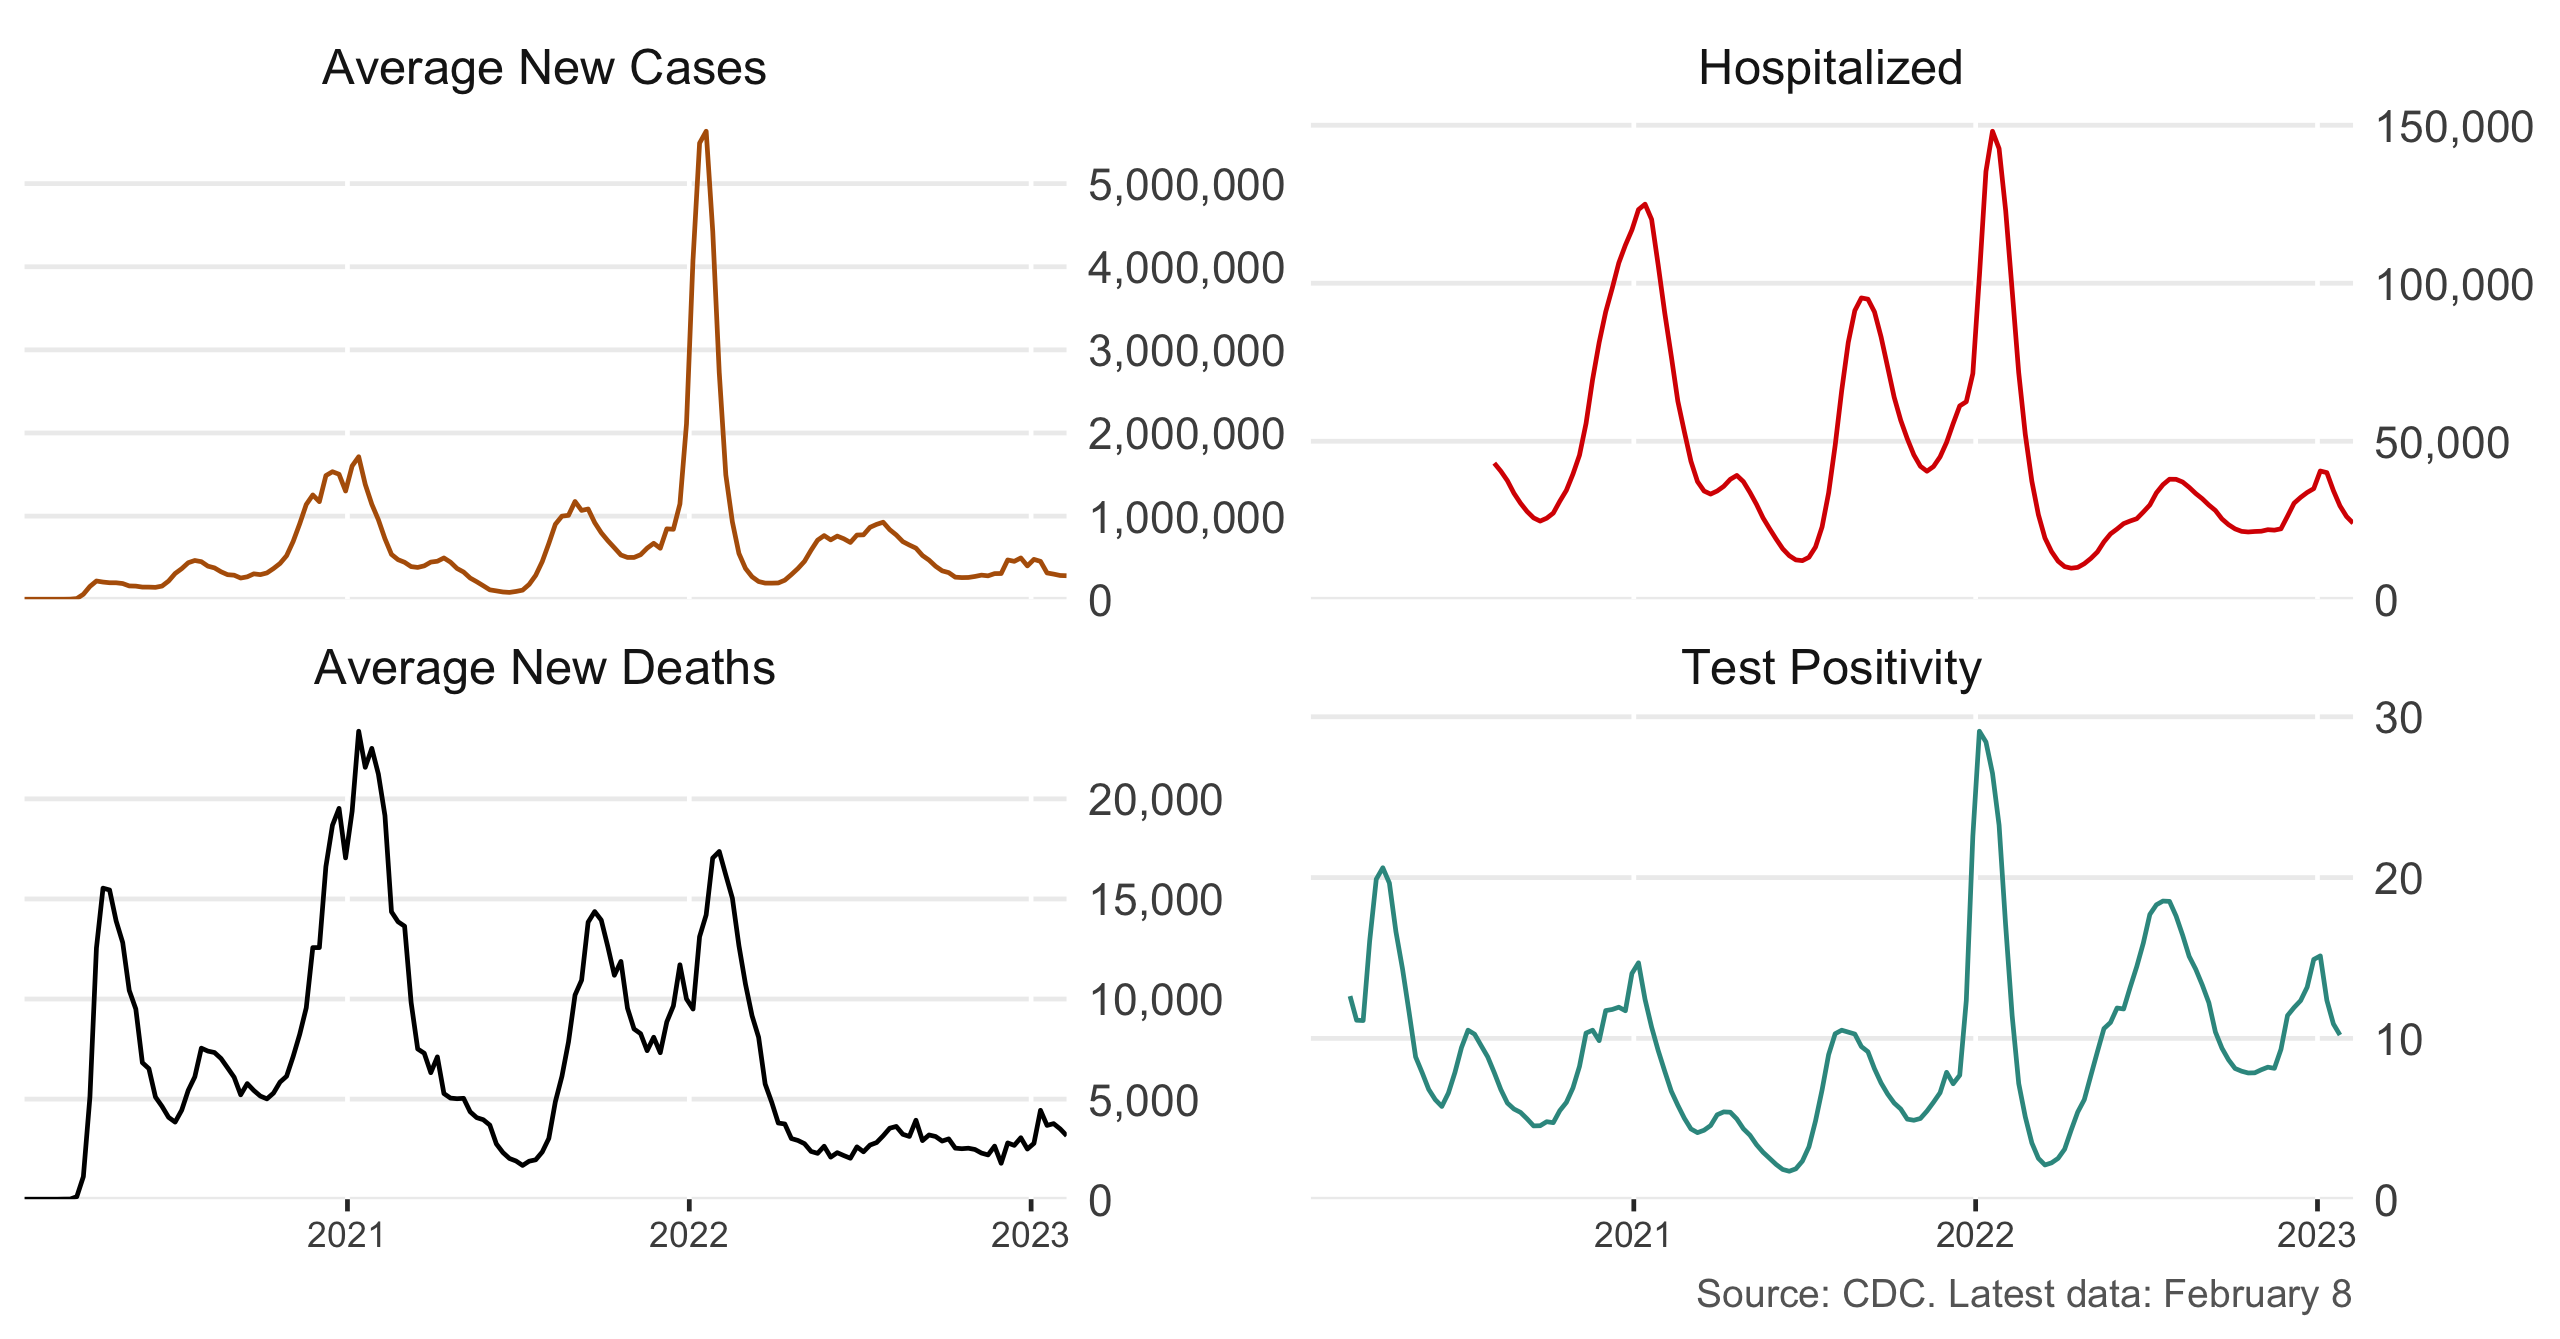 Average New Cases
5,000,000
4,000,000
3,000,000
2,000,000
1,000,000
0
Hospitalized
150,000
100,000
50,000
0
Average New Deaths
20,000
15,000
10,000
5,000
0
2021 2022 2023
Test Positivity
30
20
10
0
2021 2022 2023
Source: CDC. Latest data: February 8